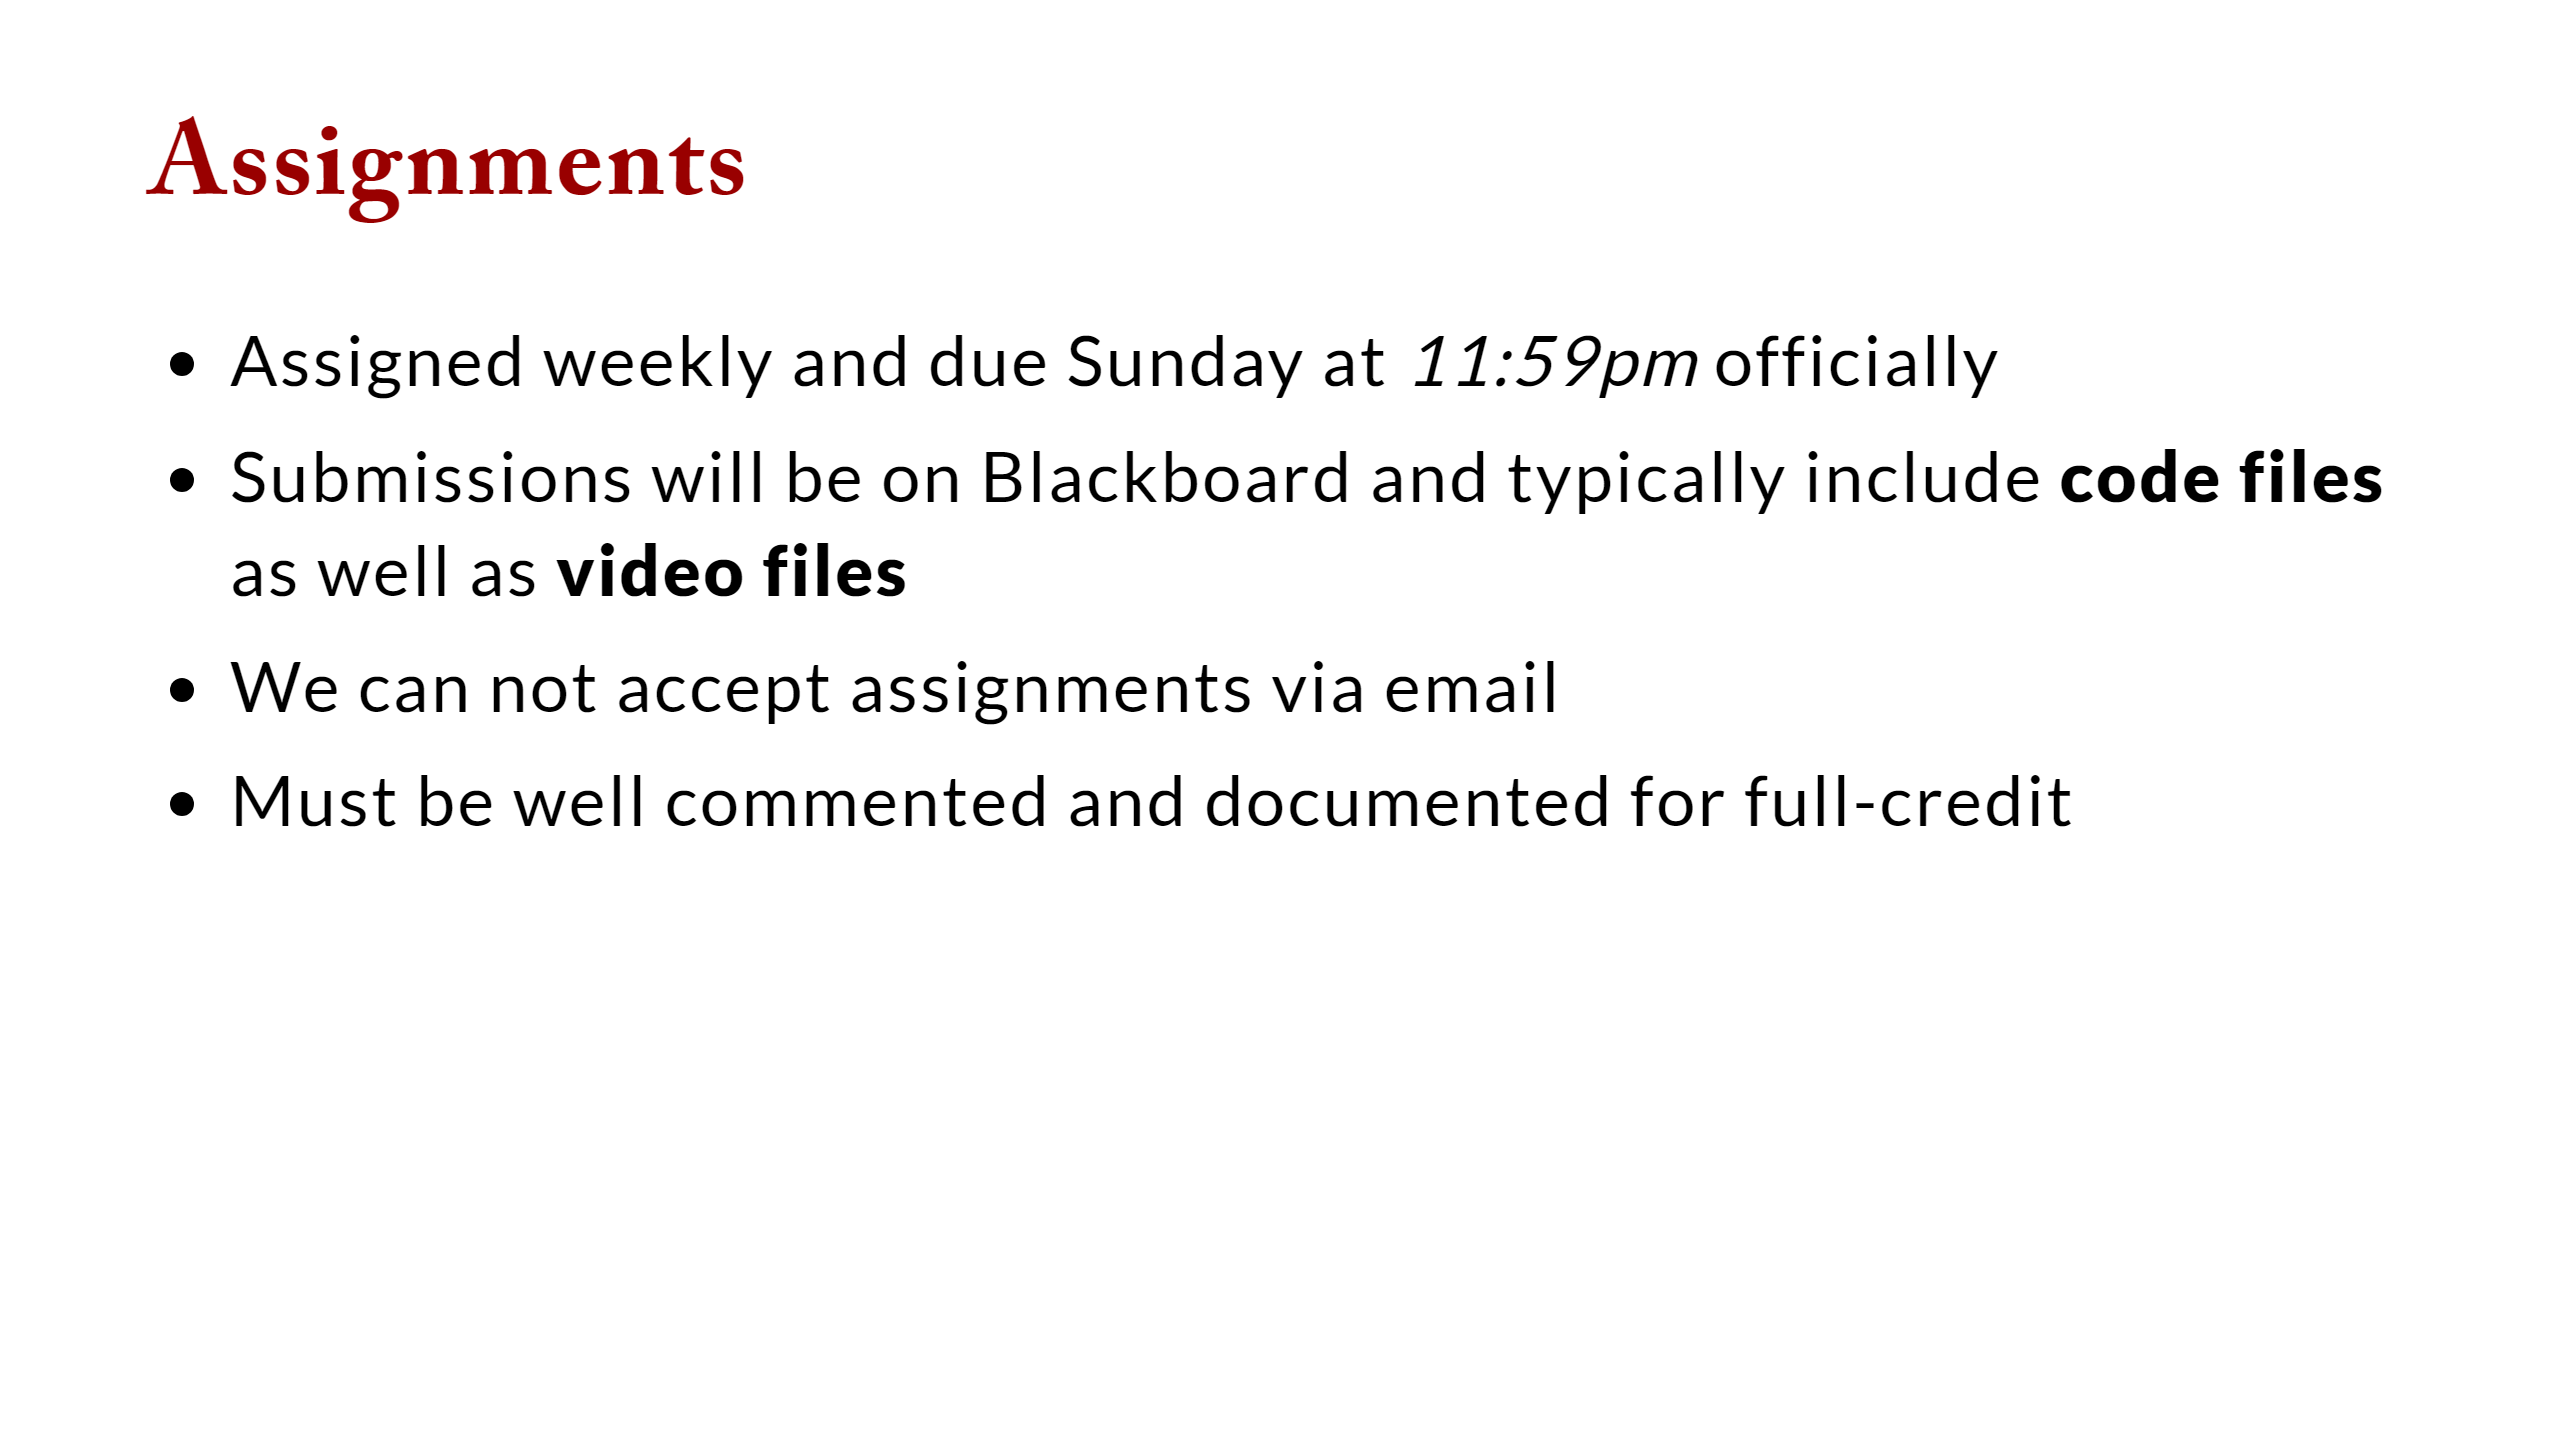 Assignments
• Assigned weekly and due Sunday at 11:59pm officially
• Submissions will be on Blackboard and typically include code files
as well as video files
• We can not accept assignments via email
• Must be well commented and documented for full-credit